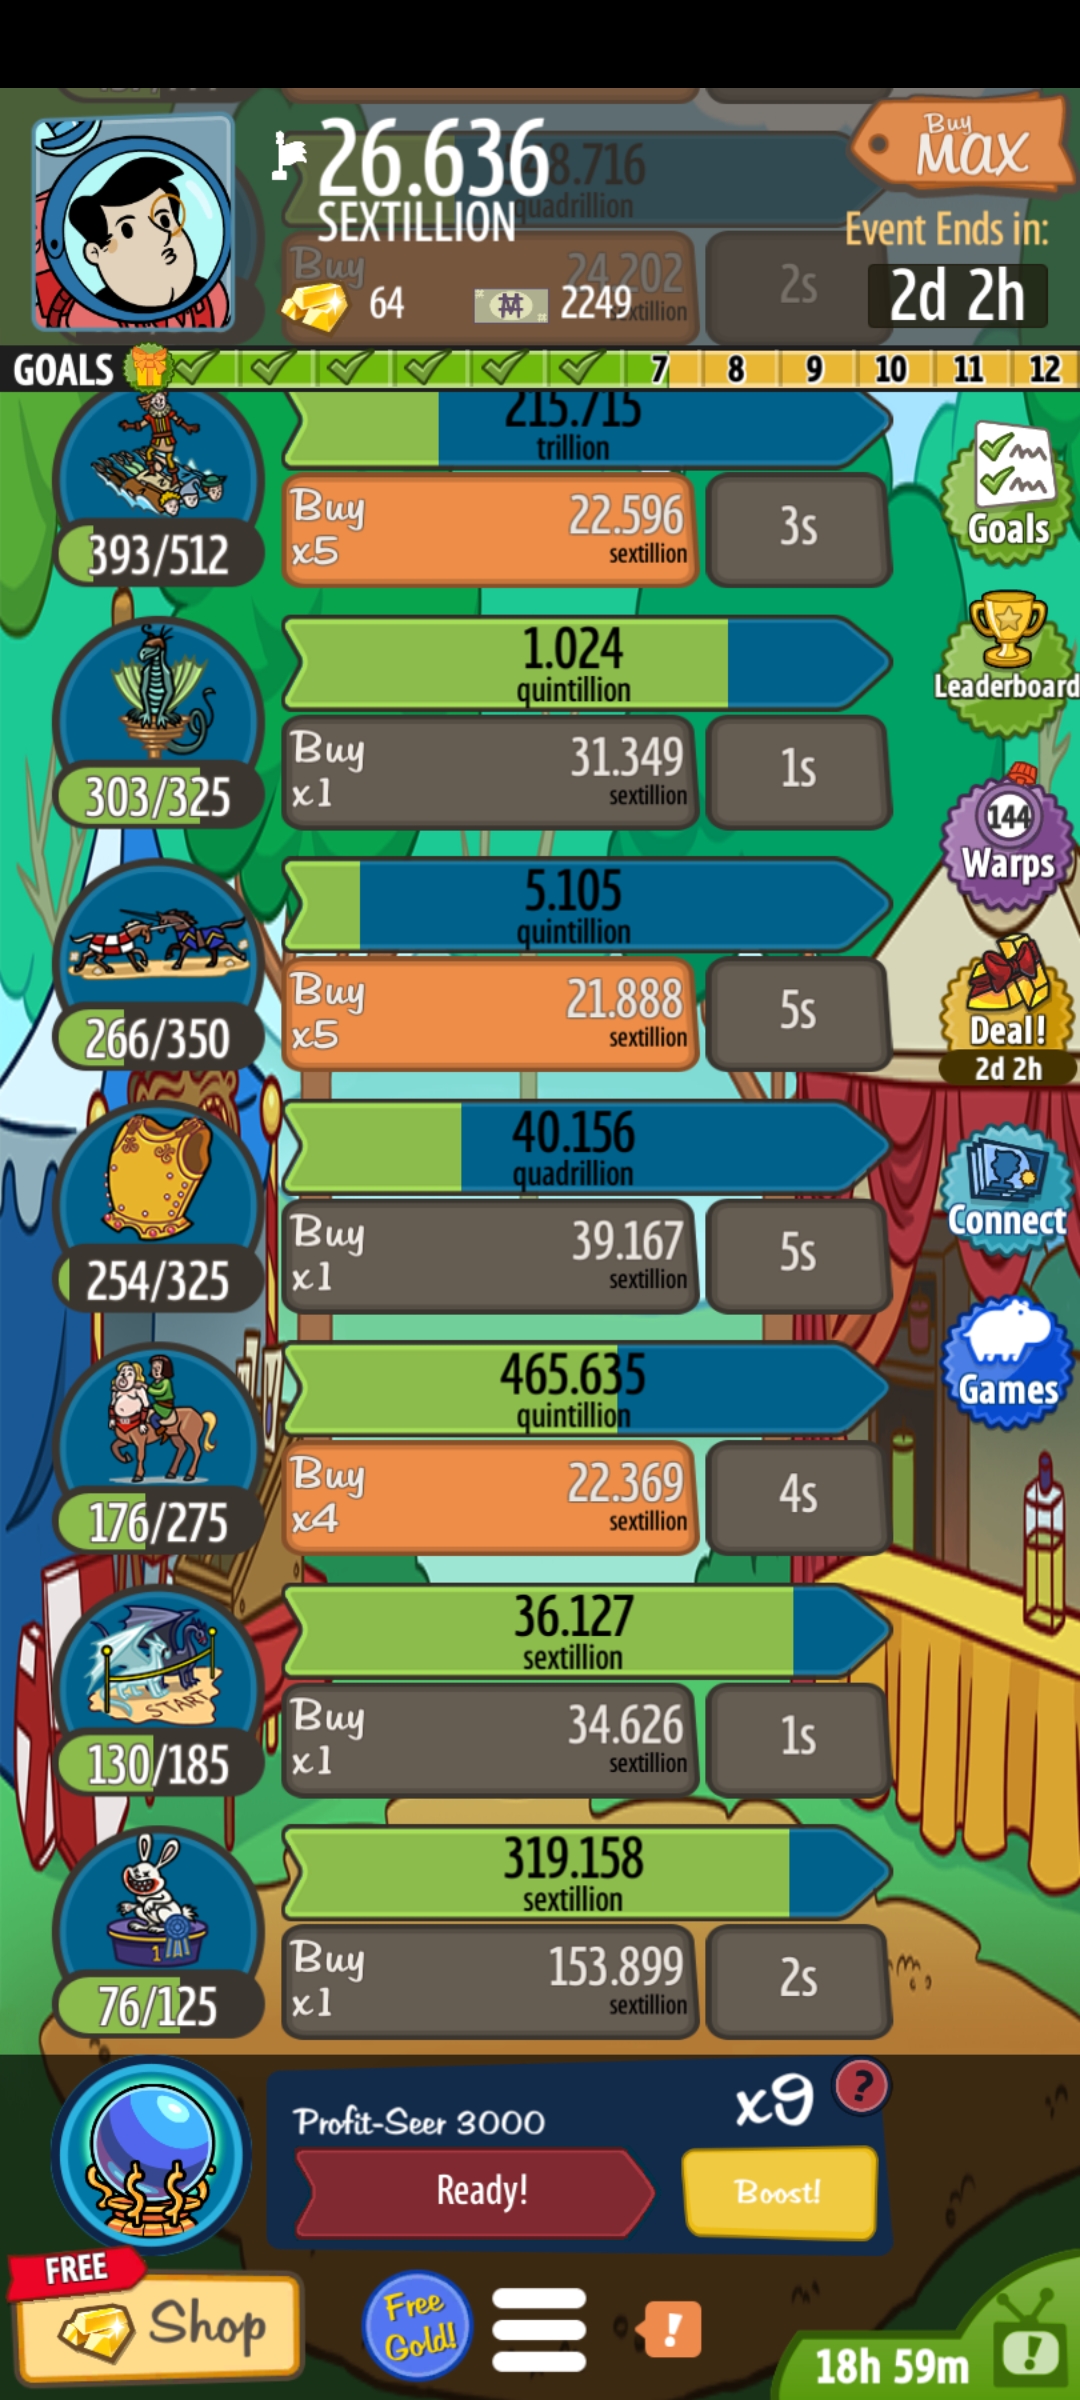 26.636
SEXTILLION
Buy
MAX
8.716
quadrillion
Buy
24.202
sextillion
2s
Event Ends in:
2d 2h
64
2249
GOALS
7 8 9 10 11 12
215.715
trillion
Buy
x5
22.596
sextillion
3s
393/512
Goals
1.024
quintillion
Buy
x1
31.349
sextillion
1s
303/325
Leaderboard
144
Warps
5.105
quintillion
Buy
x5
21.888
sextillion
5s
266/350
Deal!
2d 2h
40.156
quadrillion
Buy
x1
39.167
sextillion
5s
254/325
Connect
465.635
quintillion
Buy
x4
22.369
sextillion
4s
176/275
Games
36.127
sextillion
START
Buy
x1
34.626
sextillion
1s
130/185
319.158
sextillion
1
Buy
x1
153.899
sextillion
2s
76/125
Profit-Seer 3000
x9
?
Ready!
Boost!
FREE
Shop
Free
Gold!
!
18h 59m
!